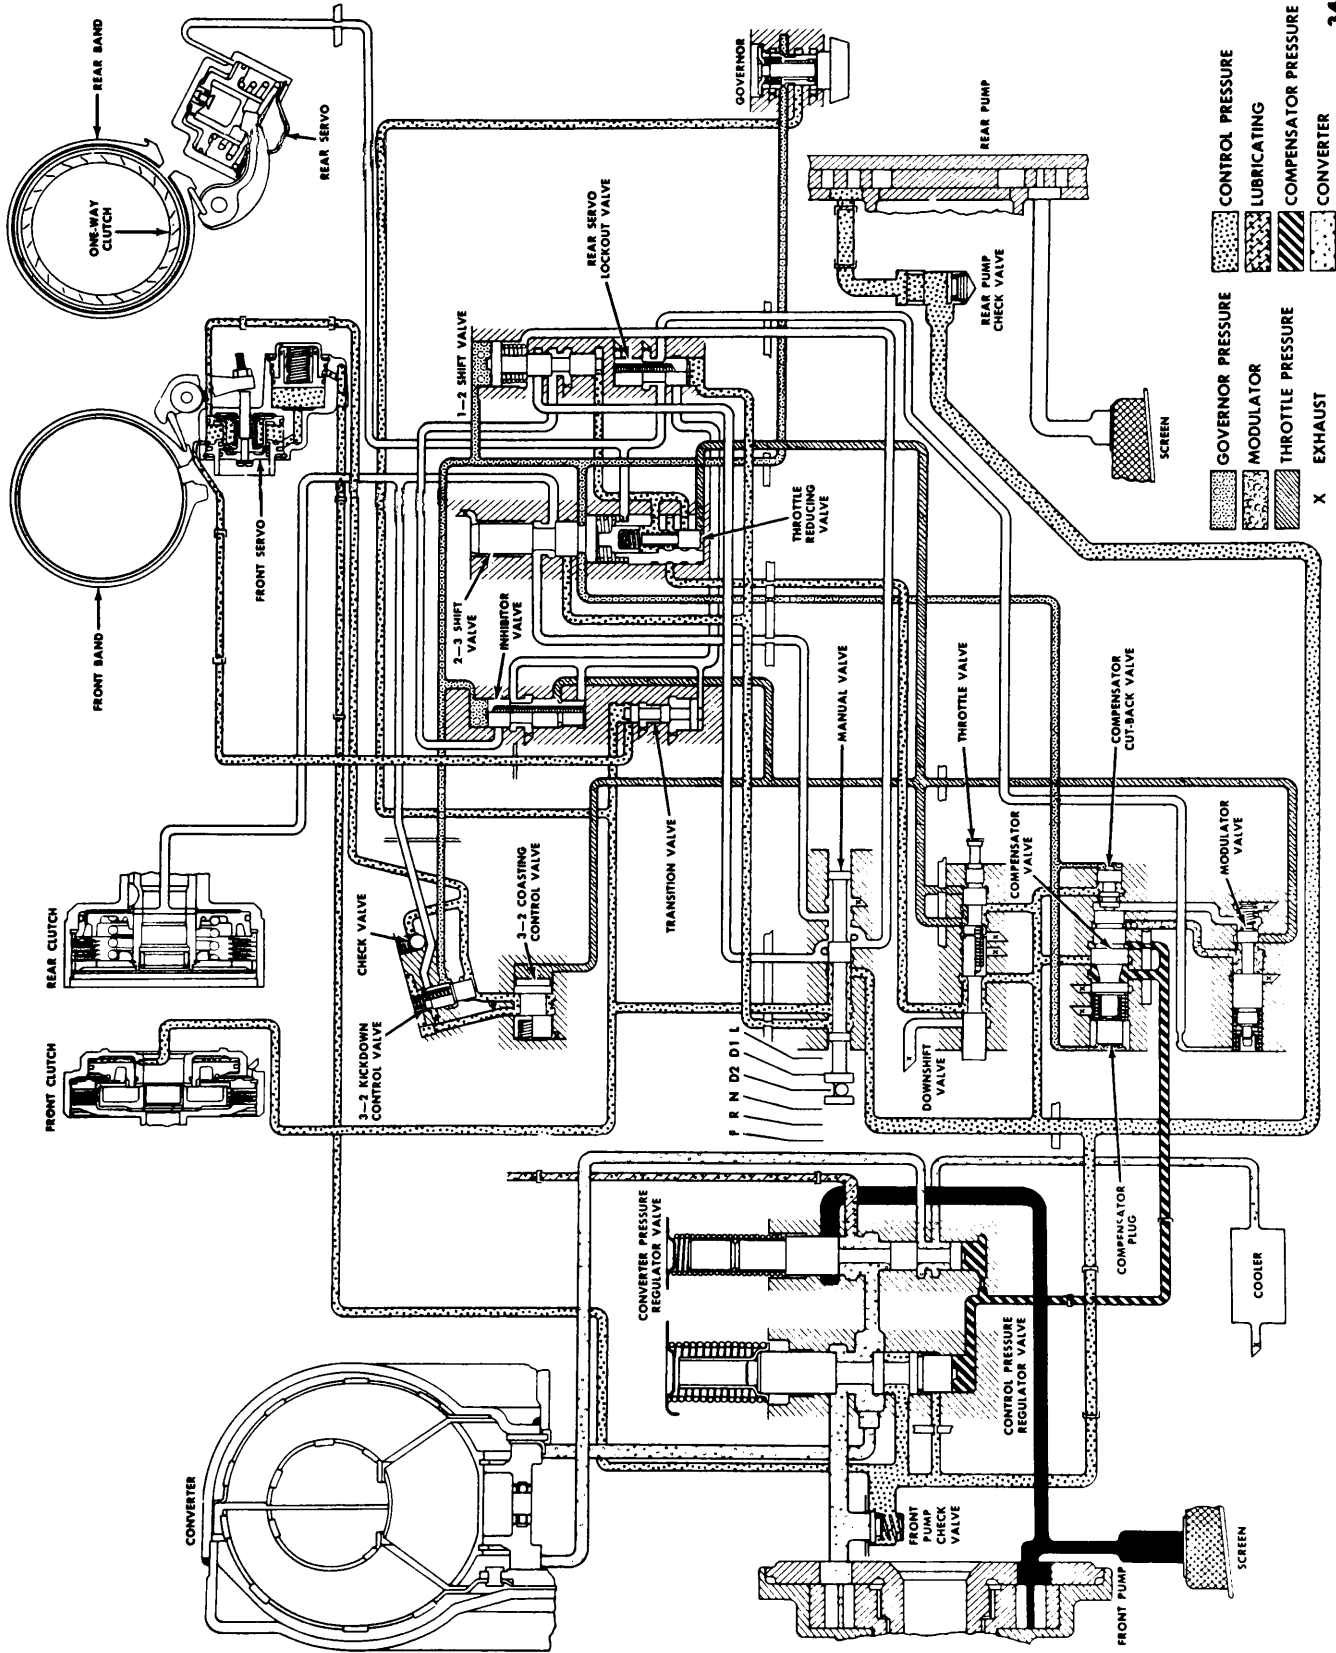 CONVERTER
FRONT PUMP
SCREEN
FRONT
PUMP
CHECK
VALVE
CONTROL PRESSURE
REGULATOR VALVE
CONVERTER PRESSURE
REGULATOR VALVE
COOLER
FRONT CLUTCH
REAR CLUTCH
3—2 KICKDOWN
CONTROL VALVE
CHECK VALVE
3—2 COASTING
CONTROL VALVE
TRANSITION VALVE
P R N D2 D1 L
MANUAL VALVE
DOWNSHIFT
VALVE
THROTTLE VALVE
COMPENSATOR
VALVE
COMPENSATOR
CUT-BACK VALVE
COMPENSATOR
PLUG
MODULATOR
VALVE
FRONT BAND
FRONT SERVO
2—3 SHIFT
VALVE
INHIBITOR
VALVE
THROTTLE
REDUCING
VALVE
1—2 SHIFT VALVE
REAR SERVO
LOCKOUT VALVE
ONE-WAY
CLUTCH
REAR BAND
REAR SERVO
GOVERNOR
REAR PUMP
REAR PUMP
CHECK VALVE
SCREEN
GOVERNOR PRESSURE
MODULATOR
THROTTLE PRESSURE
X EXHAUST
CONTROL PRESSURE
LUBRICATING
COMPENSATOR PRESSURE
CONVERTER